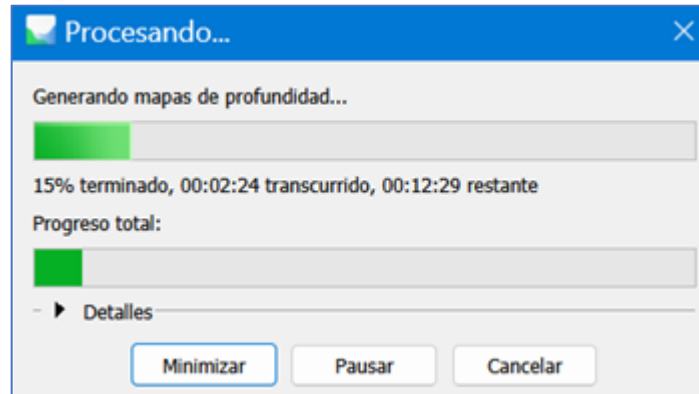 Procesando...
Generando mapas de profundidad...
15% terminado, 00:02:24 transcurrido, 00:12:29 restante
Progreso total:
Detalles
Minimizar Pausar Cancelar